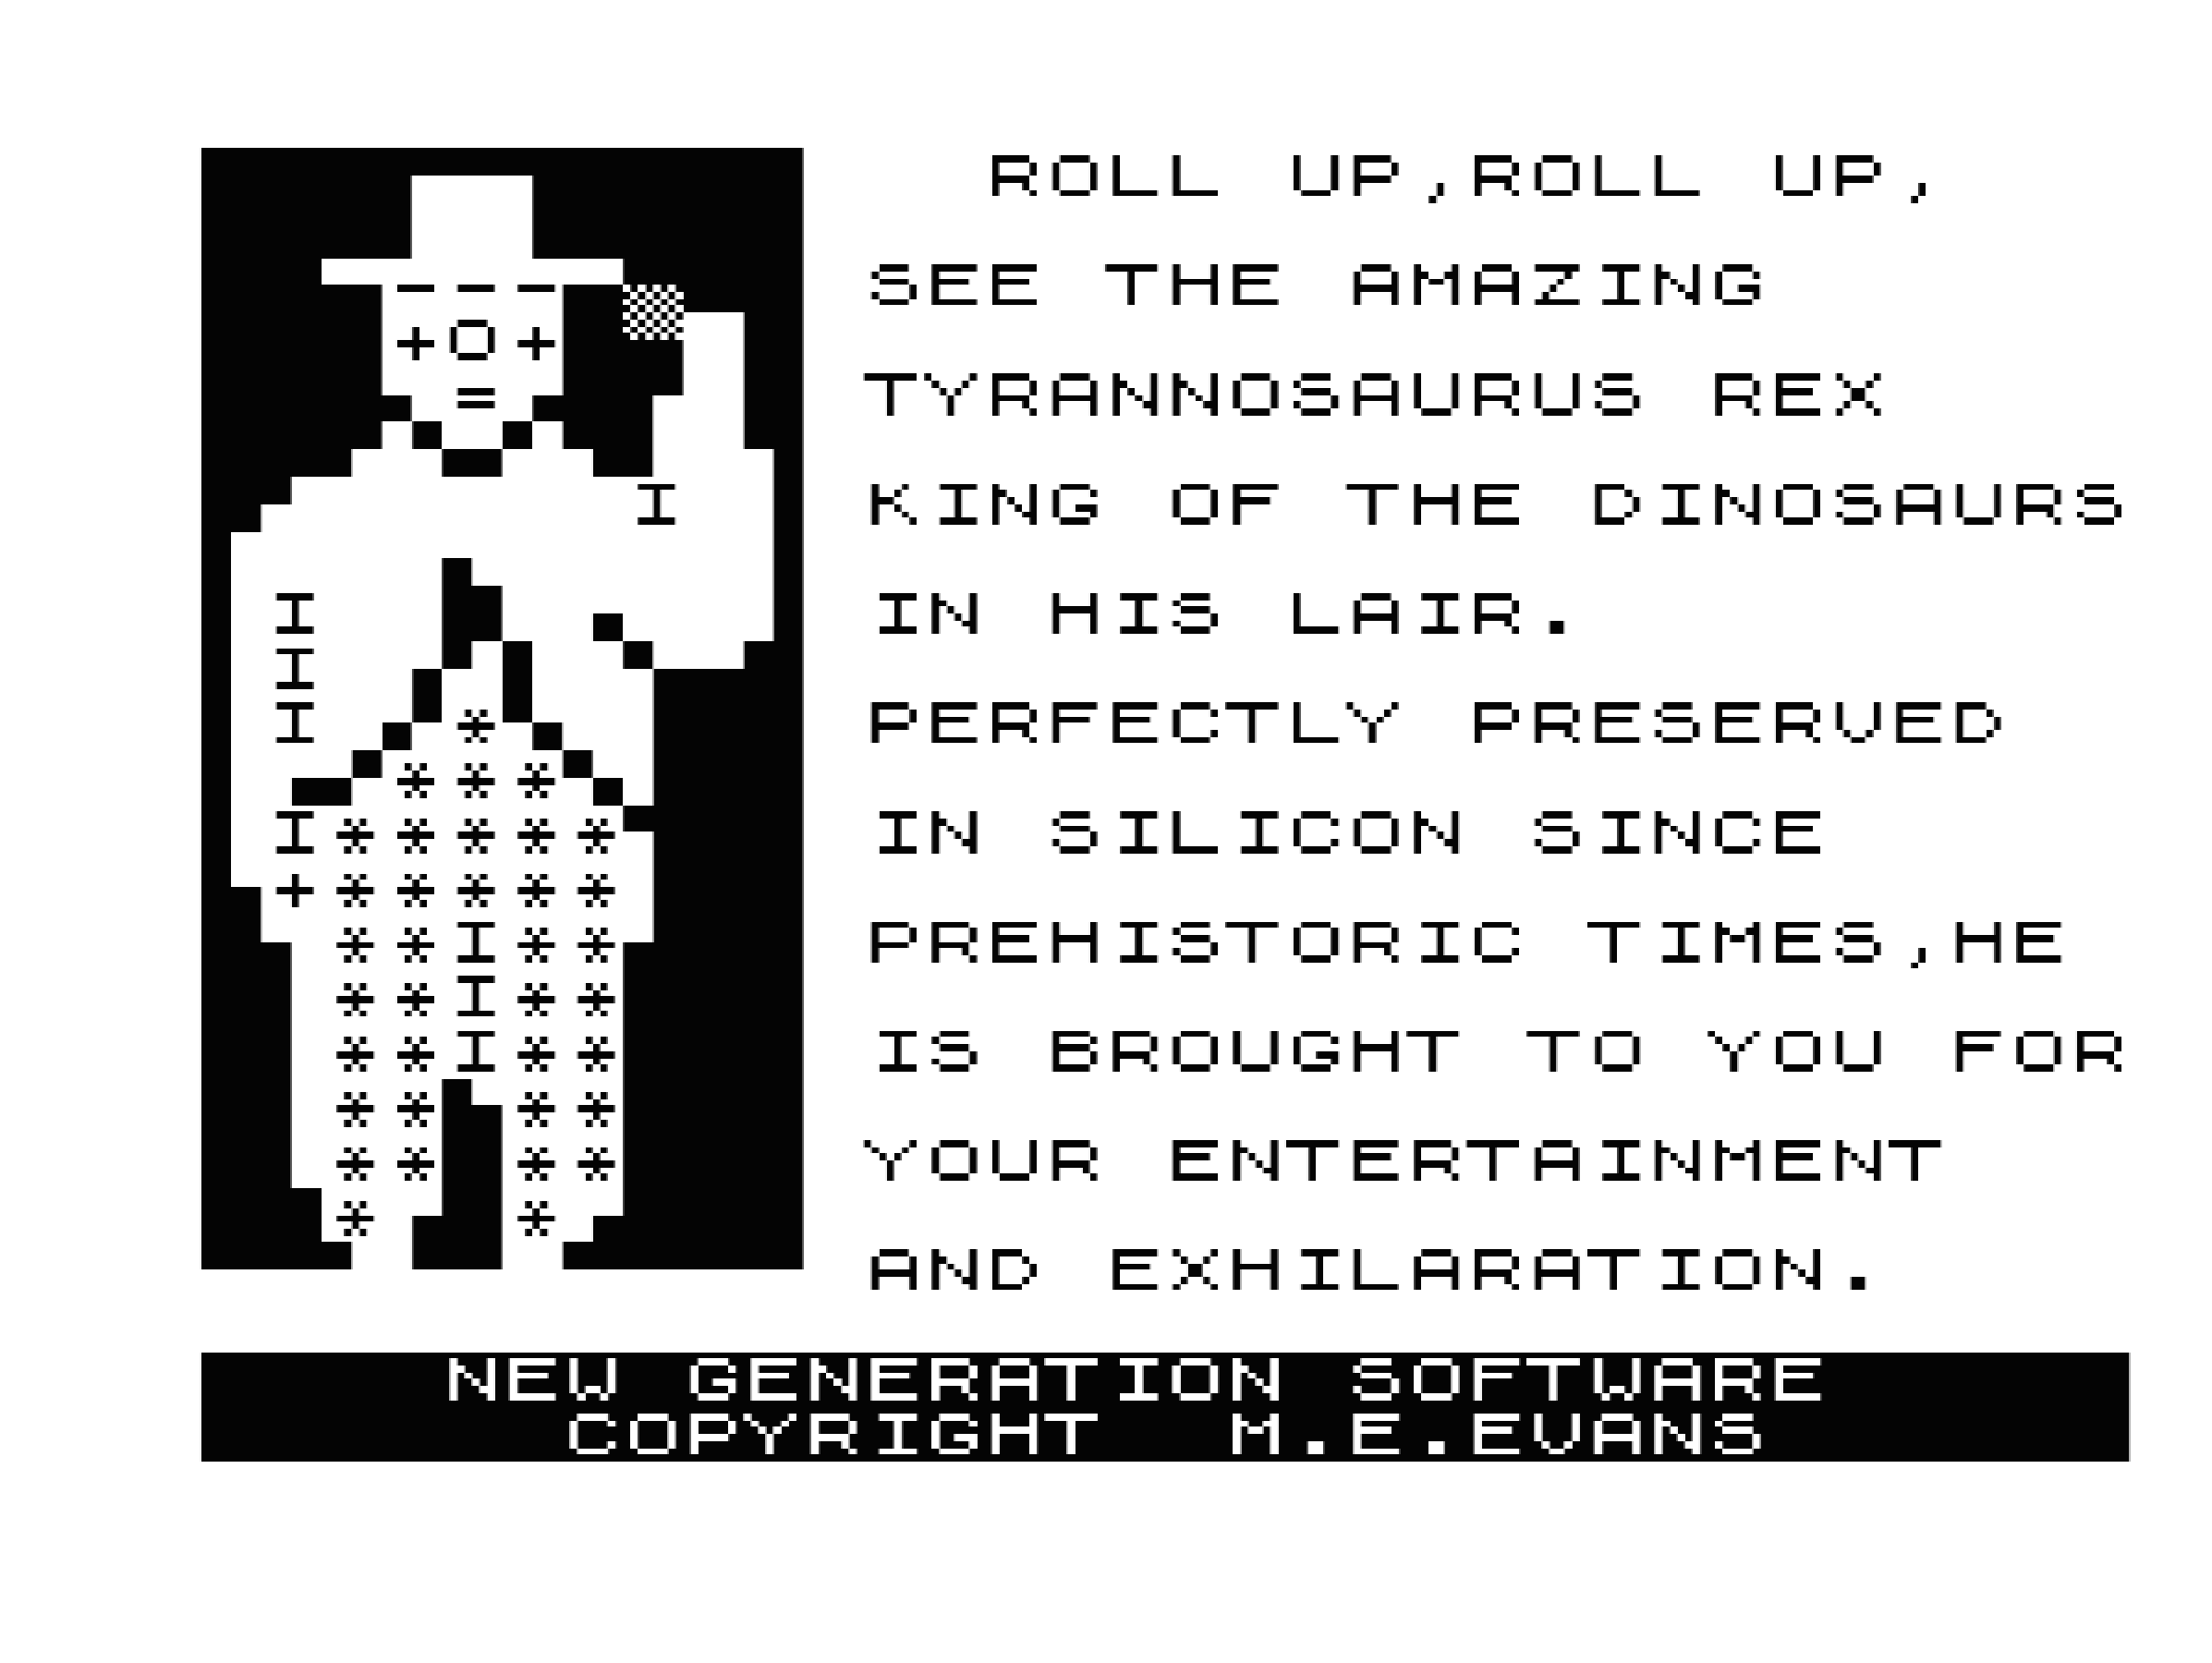 ROLL UP,ROLL UP,
SEE THE AMAZING
TYRANNOSAURUS REX
KING OF THE DINOSAURS
IN HIS LAIR.
PERFECTLY PRESERVED
IN SILICON SINCE
PREHISTORIC TIMES,HE
IS BROUGHT TO YOU FOR
YOUR ENTERTAINMENT
AND EXHILARATION.
NEW GENERATION SOFTWARE
COPYRIGHT M.E.EVANS